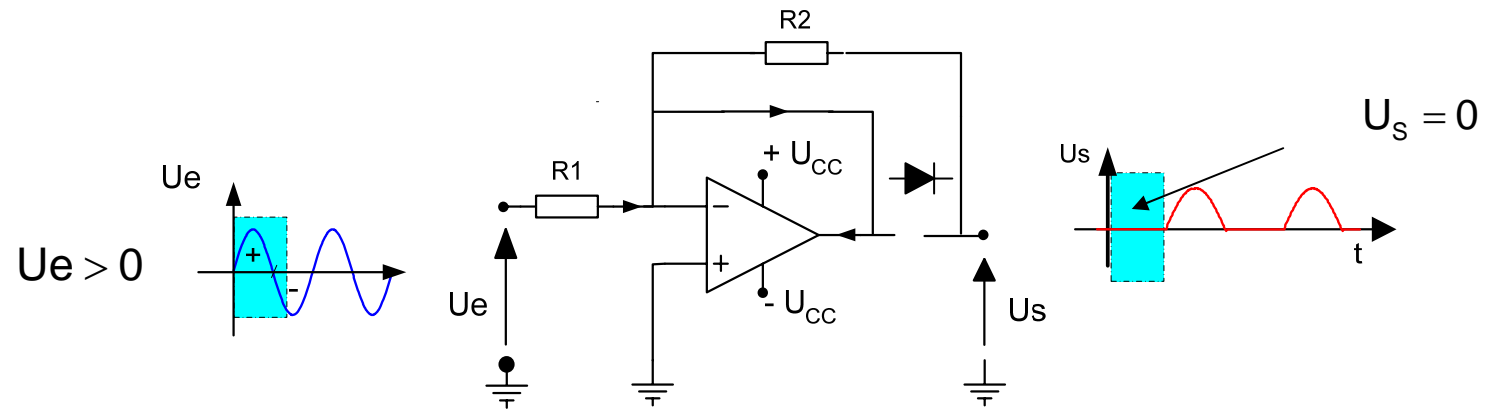 Ue > 0
Ue
+
-
R2
R1
+ U_CC
−
+
- U_CC
Ue
Us
U_S = 0
Us
t